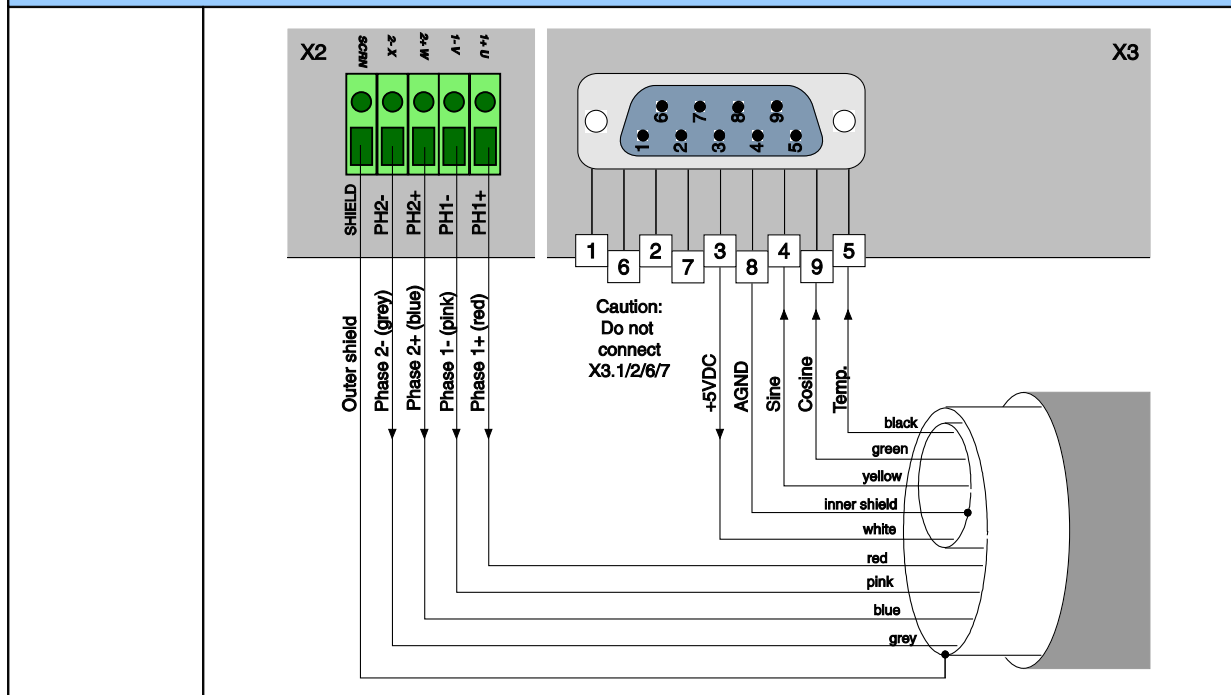 X2
SCRN
2- X
2+ W
1- V
1+ U
X3
6 7 8 9
1 2 3 4 5
SHIELD
PH2-
PH2+
PH1-
PH1+
1 6 2 7 3 8 4 9 5
Caution:
Do not
connect
X3.1/2/6/7
Outer shield
Phase 2- (grey)
Phase 2+ (blue)
Phase 1- (pink)
Phase 1+ (red)
+5VDC
AGND
Sine
Cosine
Temp.
black
green
yellow
inner shield
white
red
pink
blue
grey